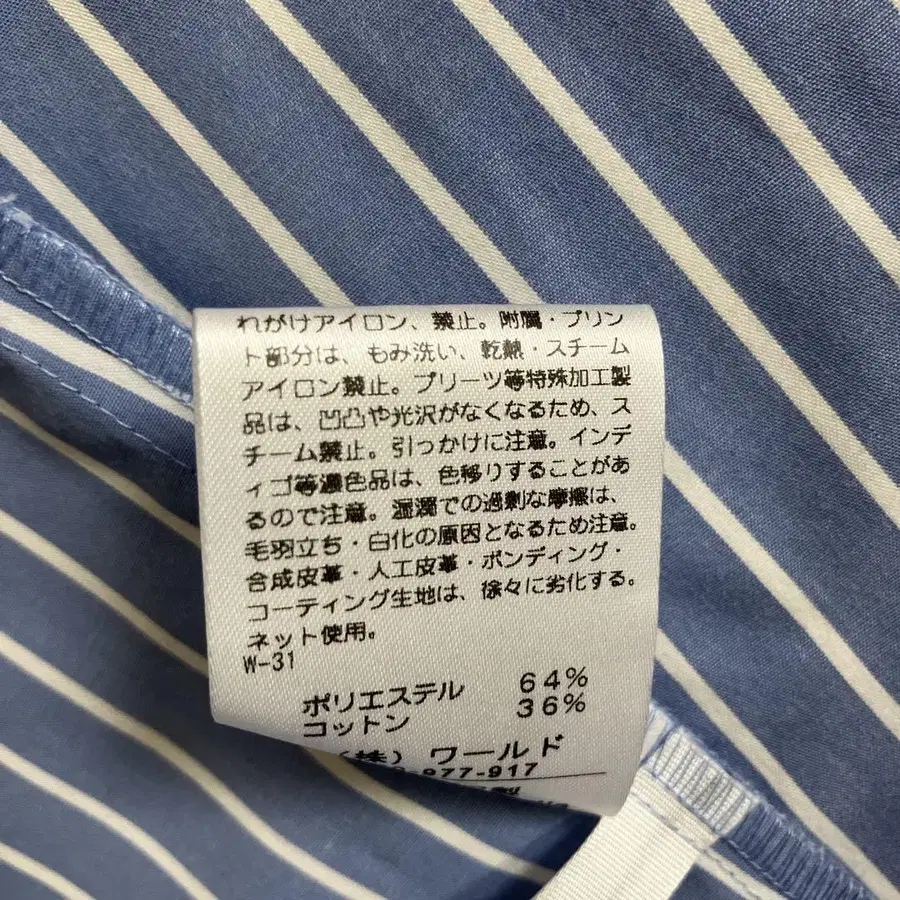 れがけアイロン、禁止。附属・プリン
ト部分は、もみ洗い、乾熱・スチーム
アイロン禁止。プリーツ等特殊加工製
品は、凹凸や光沢がなくなるため、ス
チーム禁止。引っかけに注意。インデ
ィゴ等濃色品は、色移りすることがあ
るので注意。湿潤での過剰な摩擦は、
毛羽立ち・白化の原因となるため注意。
合成皮革・人工皮革・ボンディング・
コーティング生地は、徐々に劣化する。
ネット使用。
W-31
ポリエステル 64%
コットン 36%
(株) ワールド
-977-917
製